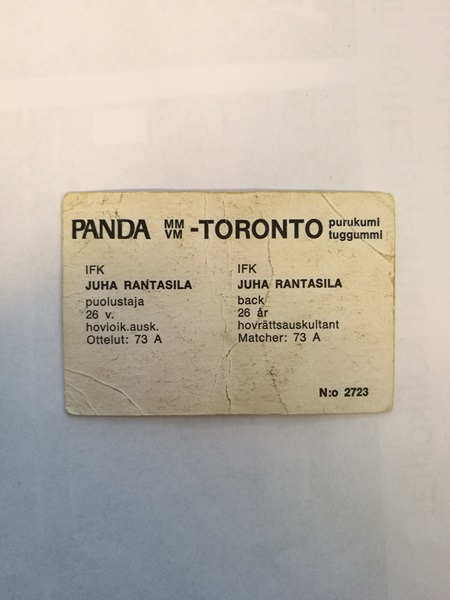 PANDA MM VM -TORONTO purukumi tuggummi
IFK
JUHA RANTASILA
puolustaja
26 v.
hovioik.ausk.
Ottelut: 73 A
IFK
JUHA RANTASILA
back
26 år
hovrättsauskultant
Matcher: 73 A
N:o 2723